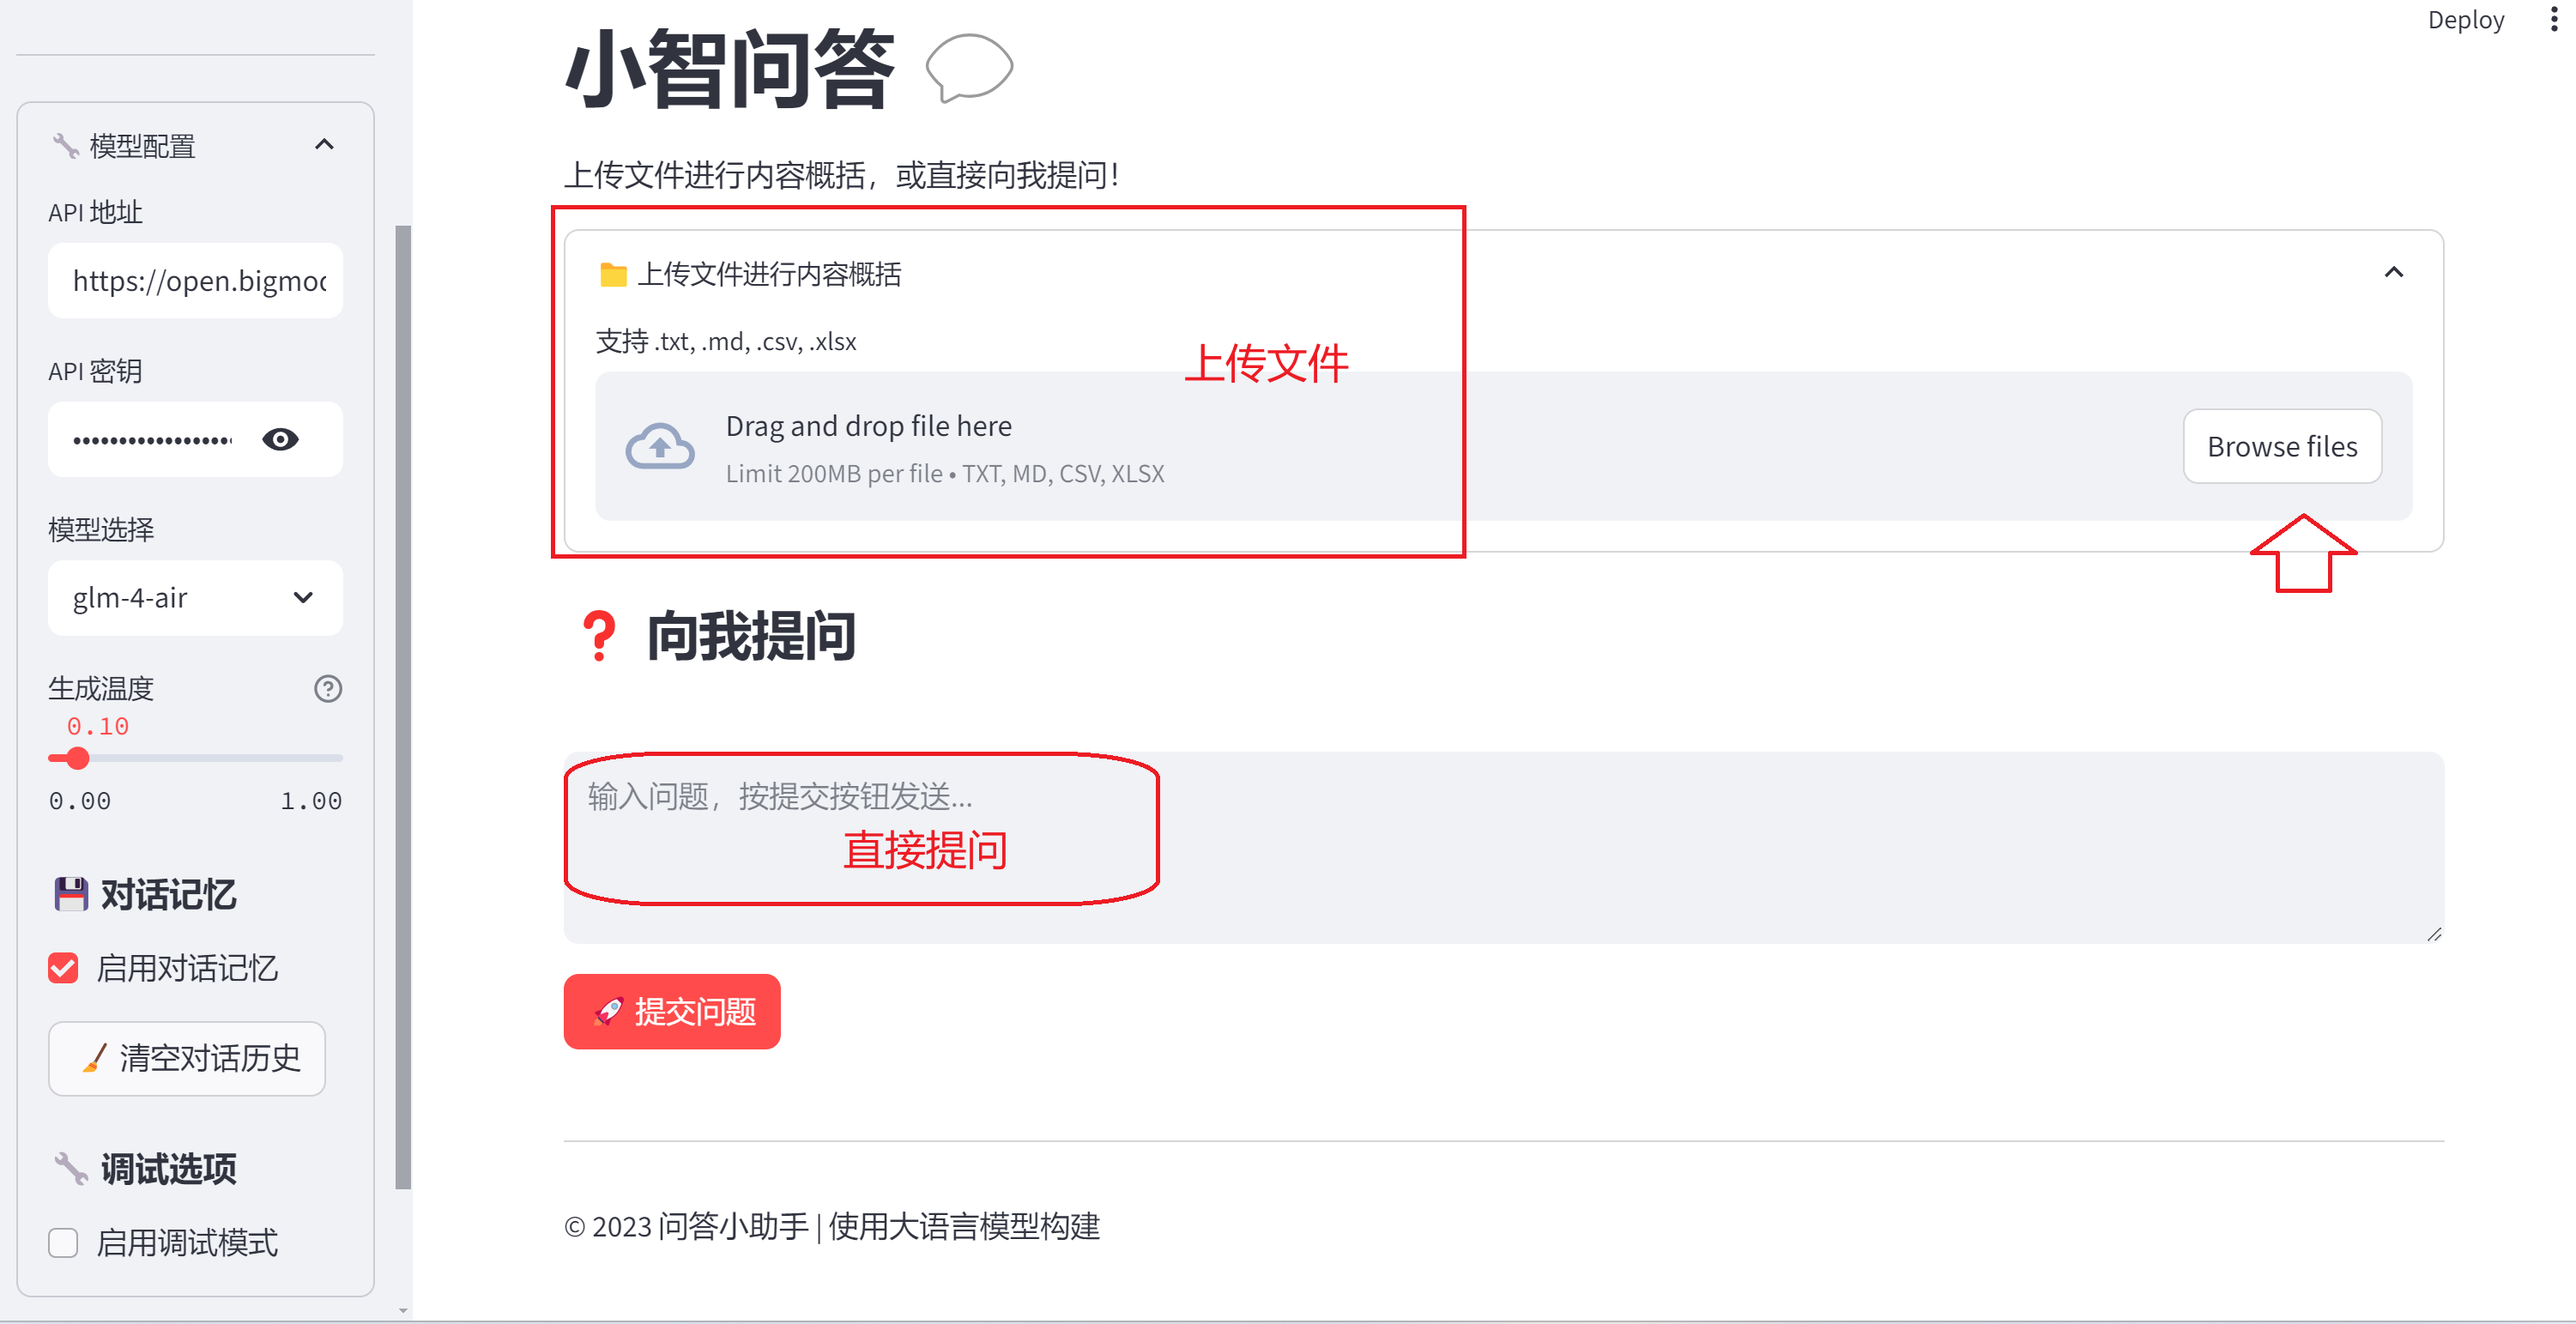 Deploy
🔧 模型配置
API 地址
https://open.bigmod
API 密钥
••••••••••••••••••
模型选择
glm-4-air
生成温度
0.10
0.00 1.00
💾 对话记忆
启用对话记忆
🧹 清空对话历史
🔧 调试选项
启用调试模式
小智问答 💬
上传文件进行内容概括，或直接向我提问！
📁 上传文件进行内容概括
支持 .txt, .md, .csv, .xlsx
上传文件
Drag and drop file here
Limit 200MB per file • TXT, MD, CSV, XLSX
Browse files
❓ 向我提问
输入问题，按提交按钮发送...
直接提问
🚀 提交问题
© 2023 问答小助手 | 使用大语言模型构建